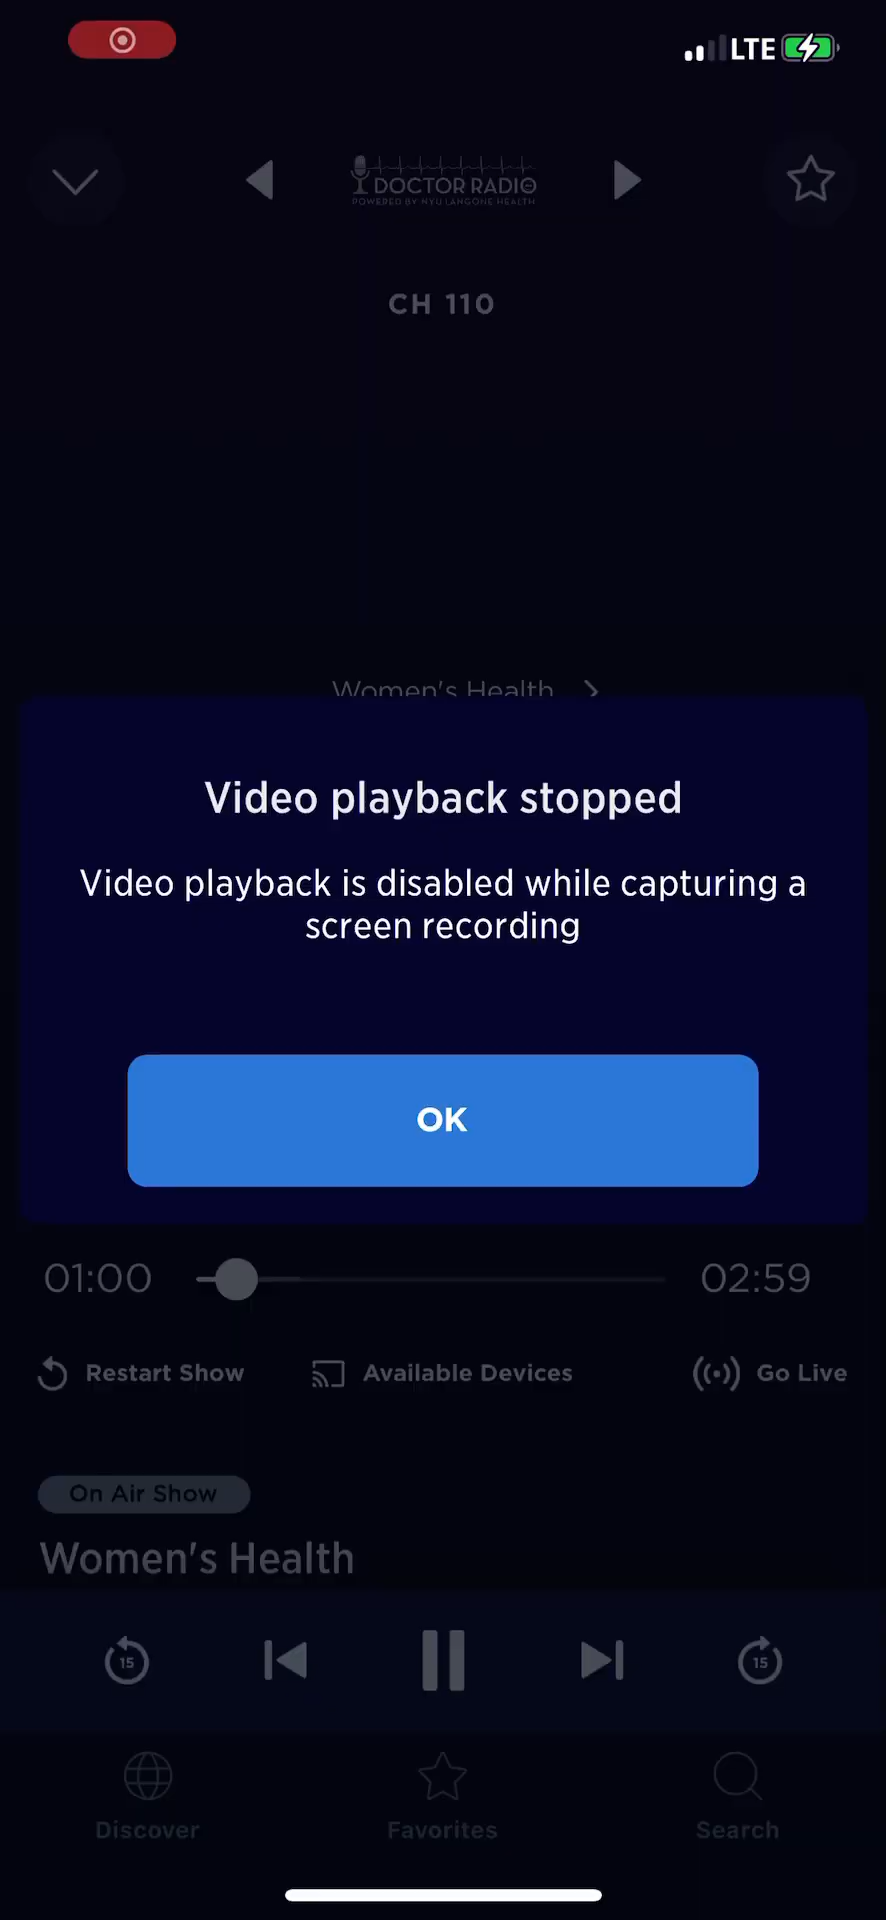 LTE
DOCTOR RADIO
POWERED BY NYU LANGONE HEALTH
CH 110
Women's Health
Video playback stopped
Video playback is disabled while capturing a
screen recording
OK
01:00
02:59
Restart Show
Available Devices
Go Live
On Air Show
Women's Health
15
15
Discover
Favorites
Search